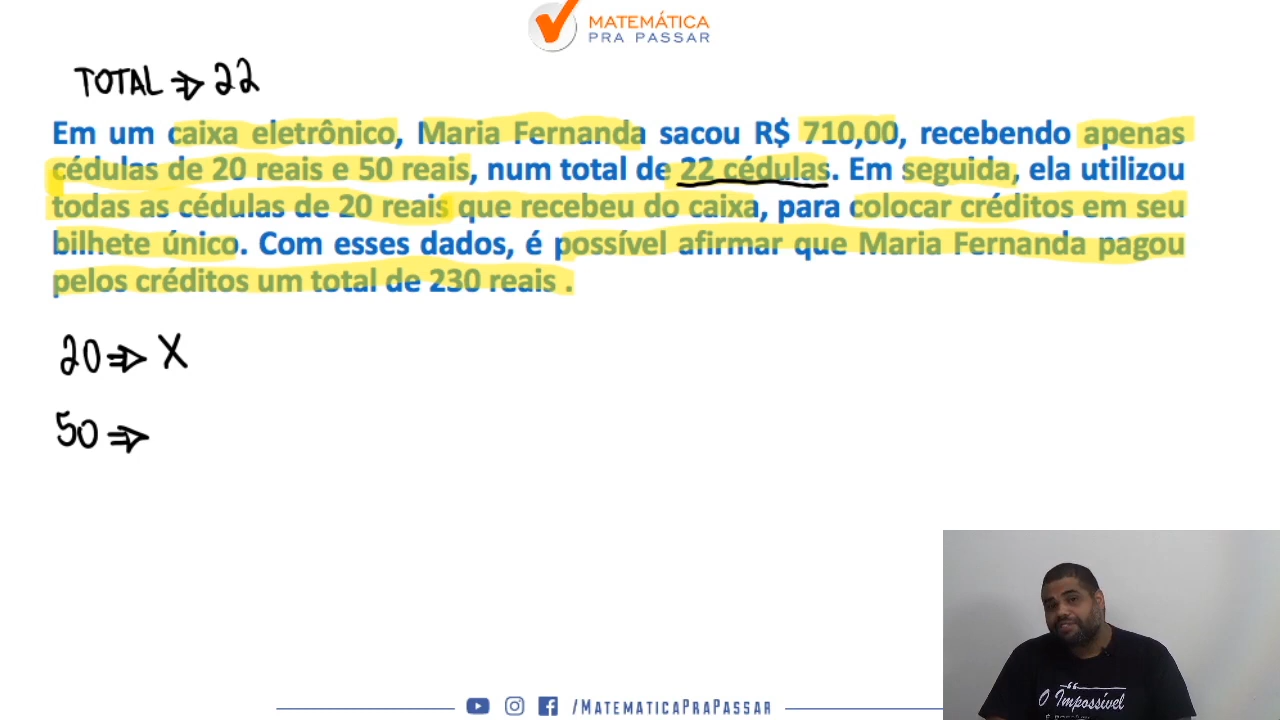 MATEMÁTICA
PRA PASSAR
TOTAL ⇒ 22
Em um caixa eletrônico, Maria Fernanda sacou R$ 710,00, recebendo apenas
cédulas de 20 reais e 50 reais, num total de 22 cédulas. Em seguida, ela utilizou
todas as cédulas de 20 reais que recebeu do caixa, para colocar créditos em seu
bilhete único. Com esses dados, é possível afirmar que Maria Fernanda pagou
pelos créditos um total de 230 reais .
20 ⇒ X
50 ⇒
O Impossível
/MATEMATICAPRAPASSAR